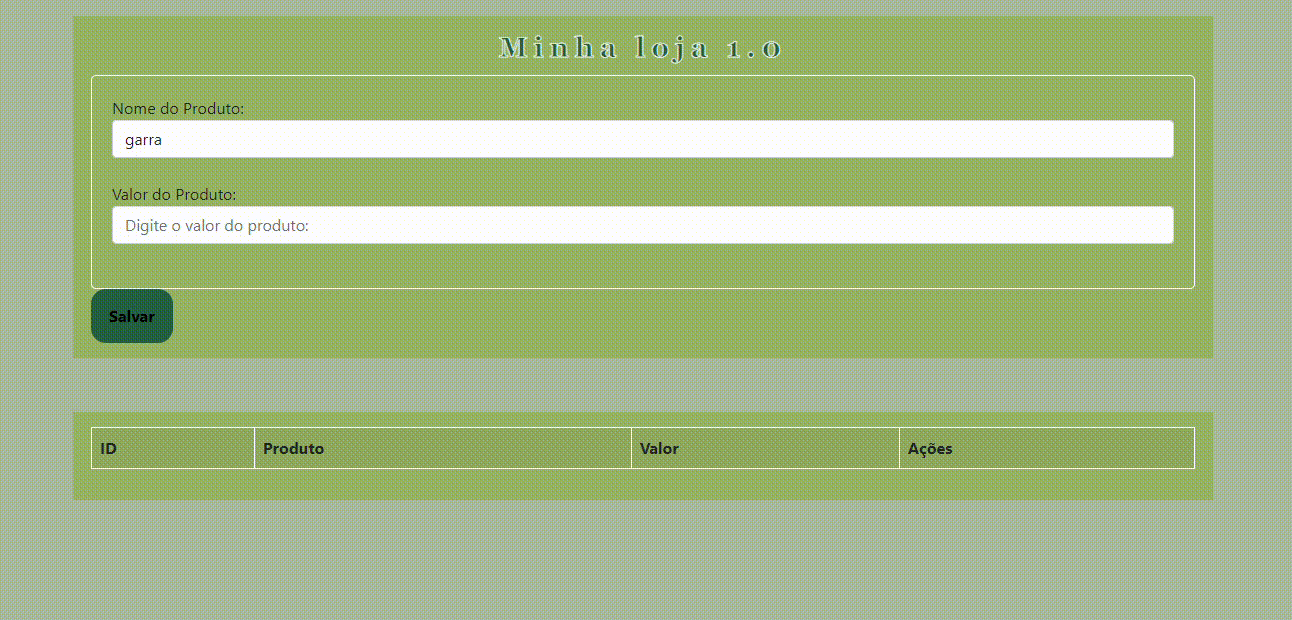 Minha loja 1.0
Nome do Produto:
garra
Valor do Produto:
Digite o valor do produto:
Salvar
ID Produto Valor Ações